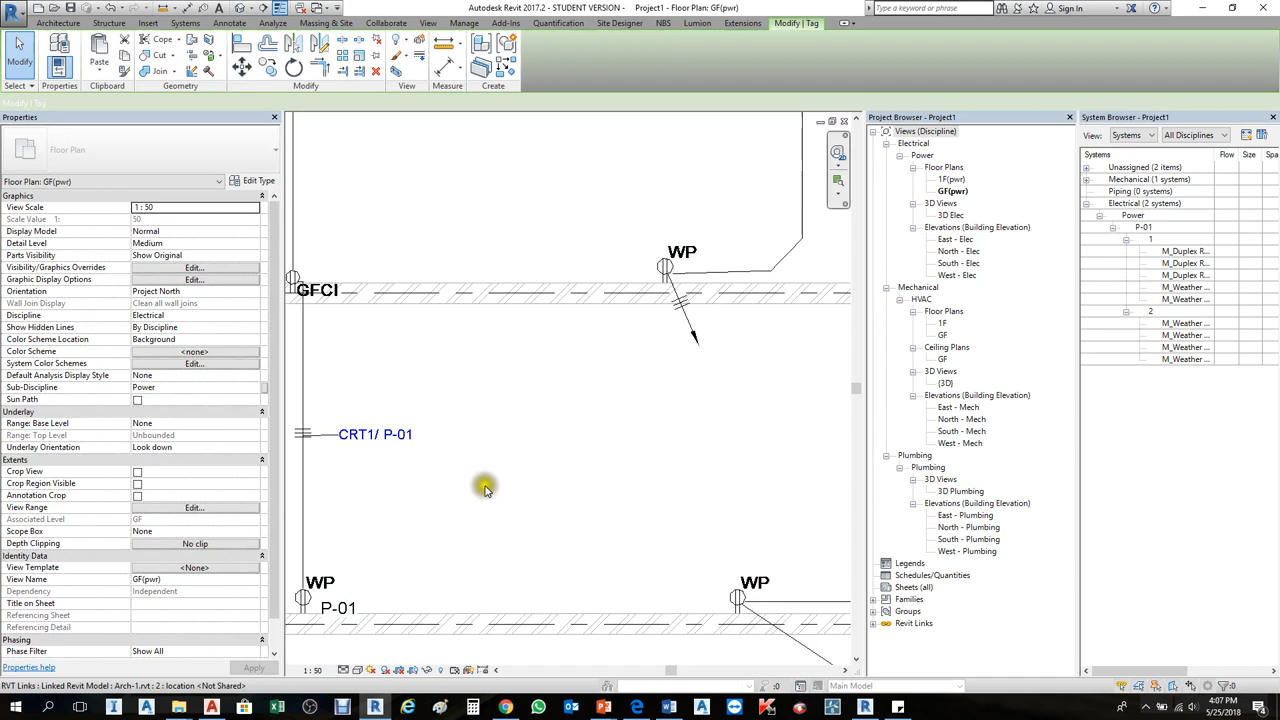 Autodesk Revit 2017.2 - STUDENT VERSION - Project1 - Floor Plan: GF(pwr)
Type a keyword or phrase
Sign In
Architecture Structure Insert Systems Annotate Analyze Massing & Site Collaborate View Manage Add-Ins Quantification Site Designer NBS Lumion Extensions Modify | Tag
Modify
Paste
Cope
Cut
Join
Select Properties Clipboard Geometry Modify View Measure Create
Modify | Tag
Properties
Floor Plan
Floor Plan: GF(pwr)
Edit Type
Graphics
View Scale 1 : 50
Scale Value 1: 50
Display Model Normal
Detail Level Medium
Parts Visibility Show Original
Visibility/Graphics Overrides Edit...
Graphic Display Options Edit...
Orientation Project North
Wall Join Display Clean all wall joins
Discipline Electrical
Show Hidden Lines By Discipline
Color Scheme Location Background
Color Scheme <none>
System Color Schemes Edit...
Default Analysis Display Style None
Sub-Discipline Power
Sun Path
Underlay
Range: Base Level None
Range: Top Level Unbounded
Underlay Orientation Look down
Extents
Crop View
Crop Region Visible
Annotation Crop
View Range Edit...
Associated Level GF
Scope Box None
Depth Clipping No clip
Identity Data
View Template <None>
View Name GF(pwr)
Dependency Independent
Title on Sheet
Referencing Sheet
Referencing Detail
Phasing
Phase Filter Show All
Properties help
Apply
WP
GFCI
CRT1/ P-01
WP
P-01
WP
1 : 50
Project Browser - Project1
Views (Discipline)
Electrical
Power
Floor Plans
1F(pwr)
GF(pwr)
3D Views
3D Elec
Elevations (Building Elevation)
East - Elec
North - Elec
South - Elec
West - Elec
Mechanical
HVAC
Floor Plans
1F
GF
Ceiling Plans
GF
3D Views
{3D}
Elevations (Building Elevation)
East - Mech
North - Mech
South - Mech
West - Mech
Plumbing
Plumbing
3D Views
3D Plumbing
Elevations (Building Elevation)
East - Plumbing
North - Plumbing
South - Plumbing
West - Plumbing
Legends
Schedules/Quantities
Sheets (all)
Families
Groups
Revit Links
System Browser - Project1
View: Systems All Disciplines
Systems Flow Size Spa
Unassigned (2 items)
Mechanical (1 systems)
Piping (0 systems)
Electrical (2 systems)
Power
P-01
1
M_Duplex R...
M_Duplex R...
M_Duplex R...
M_Weather ...
M_Weather ...
2
M_Weather ...
M_Weather ...
M_Weather ...
M_Weather ...
RVT Links : Linked Revit Model : Arch-1.rvt : 2 : location <Not Shared>
:0
Main Model
:0
4:07 PM
5/25/2018